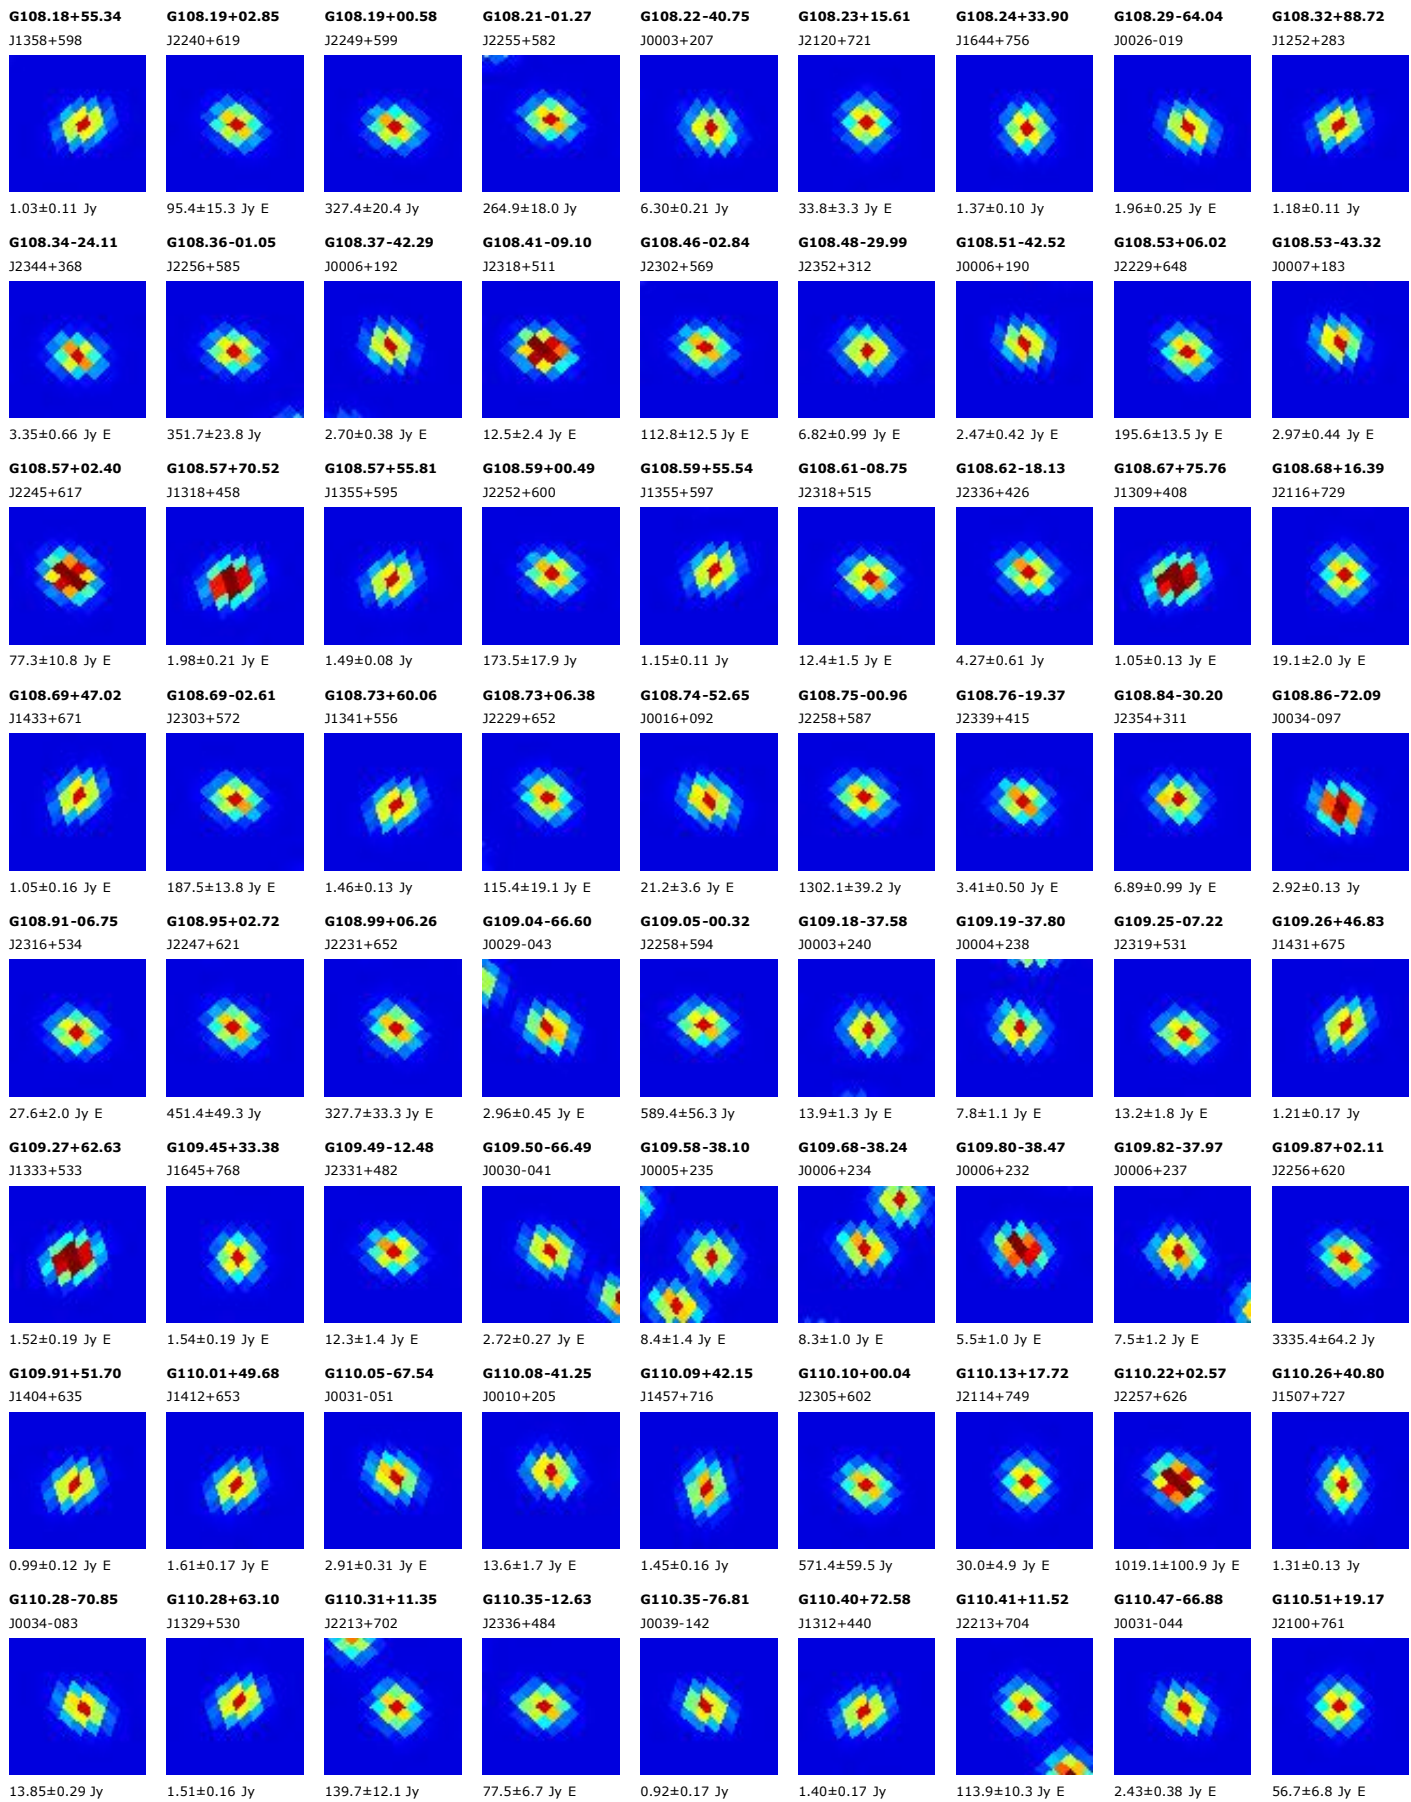 G108.18+55.34 G108.19+02.85 G108.19+00.58 G108.21-01.27 G108.22-40.75 G108.23+15.61 G108.24+33.90 G108.29-64.04 G108.32+88.72
J1358+598 J2240+619 J2249+599 J2255+582 J0003+207 J2120+721 J1644+756 J0026-019 J1252+283
1.03±0.11 Jy 95.4±15.3 Jy E 327.4±20.4 Jy 264.9±18.0 Jy 6.30±0.21 Jy 33.8±3.3 Jy E 1.37±0.10 Jy 1.96±0.25 Jy E 1.18±0.11 Jy
G108.34-24.11 G108.36-01.05 G108.37-42.29 G108.41-09.10 G108.46-02.84 G108.48-29.99 G108.51-42.52 G108.53+06.02 G108.53-43.32
J2344+368 J2256+585 J0006+192 J2318+511 J2302+569 J2352+312 J0006+190 J2229+648 J0007+183
3.35±0.66 Jy E 351.7±23.8 Jy 2.70±0.38 Jy E 12.5±2.4 Jy E 112.8±12.5 Jy E 6.82±0.99 Jy E 2.47±0.42 Jy E 195.6±13.5 Jy E 2.97±0.44 Jy E
G108.57+02.40 G108.57+70.52 G108.57+55.81 G108.59+00.49 G108.59+55.54 G108.61-08.75 G108.62-18.13 G108.67+75.76 G108.68+16.39
J2245+617 J1318+458 J1355+595 J2252+600 J1355+597 J2318+515 J2336+426 J1309+408 J2116+729
77.3±10.8 Jy E 1.98±0.21 Jy E 1.49±0.08 Jy 173.5±17.9 Jy 1.15±0.11 Jy 12.4±1.5 Jy E 4.27±0.61 Jy 1.05±0.13 Jy E 19.1±2.0 Jy E
G108.69+47.02 G108.69-02.61 G108.73+60.06 G108.73+06.38 G108.74-52.65 G108.75-00.96 G108.76-19.37 G108.84-30.20 G108.86-72.09
J1433+671 J2303+572 J1341+556 J2229+652 J0016+092 J2258+587 J2339+415 J2354+311 J0034-097
1.05±0.16 Jy E 187.5±13.8 Jy E 1.46±0.13 Jy 115.4±19.1 Jy E 21.2±3.6 Jy E 1302.1±39.2 Jy 3.41±0.50 Jy E 6.89±0.99 Jy E 2.92±0.13 Jy
G108.91-06.75 G108.95+02.72 G108.99+06.26 G109.04-66.60 G109.05-00.32 G109.18-37.58 G109.19-37.80 G109.25-07.22 G109.26+46.83
J2316+534 J2247+621 J2231+652 J0029-043 J2258+594 J0003+240 J0004+238 J2319+531 J1431+675
27.6±2.0 Jy E 451.4±49.3 Jy 327.7±33.3 Jy E 2.96±0.45 Jy E 589.4±56.3 Jy 13.9±1.3 Jy E 7.8±1.1 Jy E 13.2±1.8 Jy E 1.21±0.17 Jy
G109.27+62.63 G109.45+33.38 G109.49-12.48 G109.50-66.49 G109.58-38.10 G109.68-38.24 G109.80-38.47 G109.82-37.97 G109.87+02.11
J1333+533 J1645+768 J2331+482 J0030-041 J0005+235 J0006+234 J0006+232 J0006+237 J2256+620
1.52±0.19 Jy E 1.54±0.19 Jy E 12.3±1.4 Jy E 2.72±0.27 Jy E 8.4±1.4 Jy E 8.3±1.0 Jy E 5.5±1.0 Jy E 7.5±1.2 Jy E 3335.4±64.2 Jy
G109.91+51.70 G110.01+49.68 G110.05-67.54 G110.08-41.25 G110.09+42.15 G110.10+00.04 G110.13+17.72 G110.22+02.57 G110.26+40.80
J1404+635 J1412+653 J0031-051 J0010+205 J1457+716 J2305+602 J2114+749 J2257+626 J1507+727
0.99±0.12 Jy E 1.61±0.17 Jy E 2.91±0.31 Jy E 13.6±1.7 Jy E 1.45±0.16 Jy 571.4±59.5 Jy 30.0±4.9 Jy E 1019.1±100.9 Jy E 1.31±0.13 Jy
G110.28-70.85 G110.28+63.10 G110.31+11.35 G110.35-12.63 G110.35-76.81 G110.40+72.58 G110.41+11.52 G110.47-66.88 G110.51+19.17
J0034-083 J1329+530 J2213+702 J2336+484 J0039-142 J1312+440 J2213+704 J0031-044 J2100+761
13.85±0.29 Jy 1.51±0.16 Jy 139.7±12.1 Jy 77.5±6.7 Jy E 0.92±0.17 Jy 1.40±0.17 Jy 113.9±10.3 Jy E 2.43±0.38 Jy E 56.7±6.8 Jy E